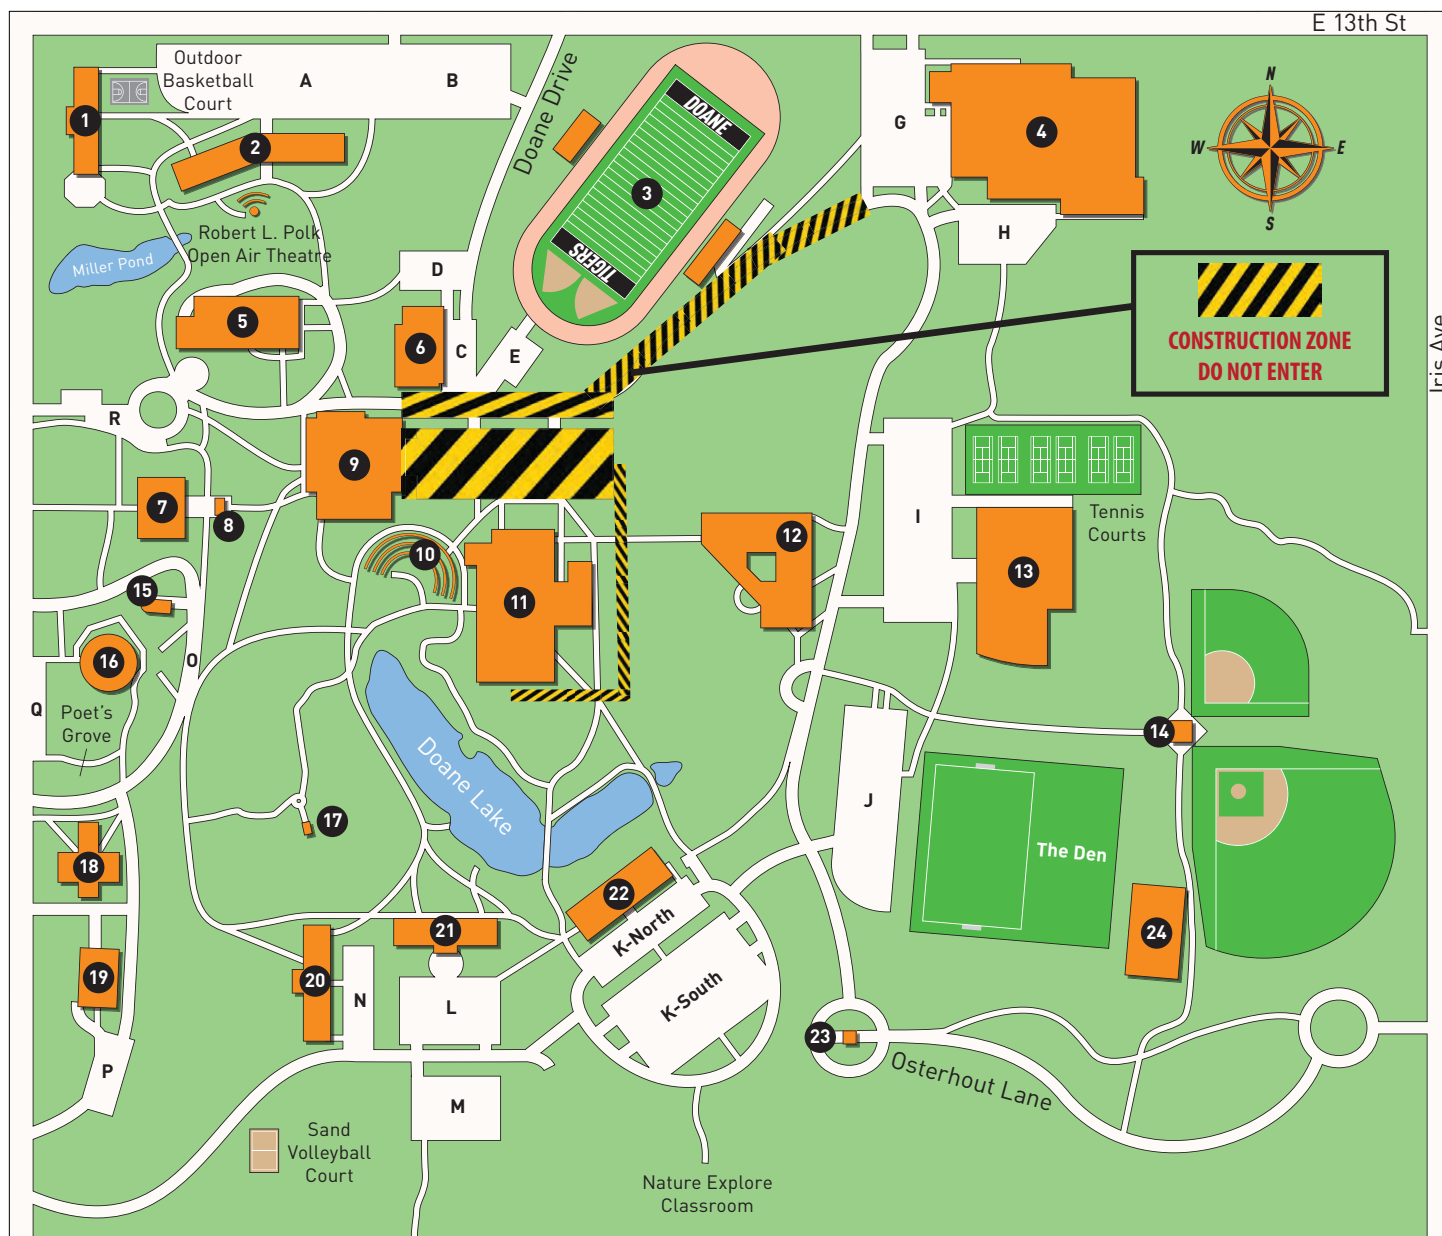 E 13th St
Outdoor
Basketball
Court
A
B
Doane Drive
DOANE
TIGERS
G
N
W
E
S
1
2
3
4
Robert L. Polk
Open Air Theatre
Miller Pond
D
H
CONSTRUCTION ZONE
DO NOT ENTER
Iris Ave
5
6
C
E
R
9
7
8
I
Tennis
Courts
10
12
11
13
15
16
O
Q
Poet's
Grove
14
Doane Lake
J
The Den
17
18
22
K-North
21
24
19
20
N
L
K-South
23
Osterhout Lane
P
M
Sand
Volleyball
Court
Nature Explore
Classroom